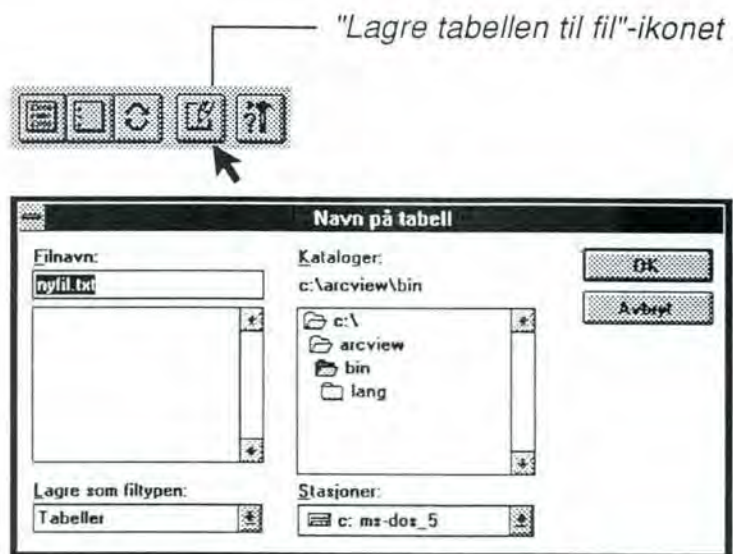 "Lagre tabellen til fil"-ikonet
?
Navn på tabell
Filnavn:
nyfil.txt
Kataloger:
c:\arcview\bin
c:\
arcview
bin
lang
OK
Avbryt
Lagre som filtypen:
Tabeller
Stasjoner:
c: ms-dos_5